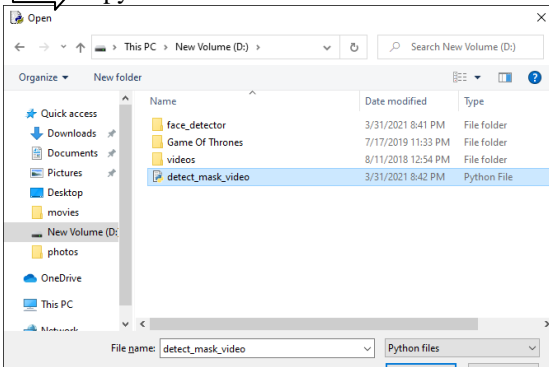 Open
This PC > New Volume (D:) >
Search New Volume (D:)
Organize
New folder
Name
Date modified
Type
Quick access
Downloads
Documents
Pictures
Desktop
movies
New Volume (D:
photos
OneDrive
This PC
Network
face_detector 3/31/2021 8:41 PM File folder
Game Of Thrones 7/17/2019 11:33 PM File folder
videos 8/11/2018 12:54 PM File folder
detect_mask_video 3/31/2021 8:42 PM Python File
File name: detect_mask_video
Python files